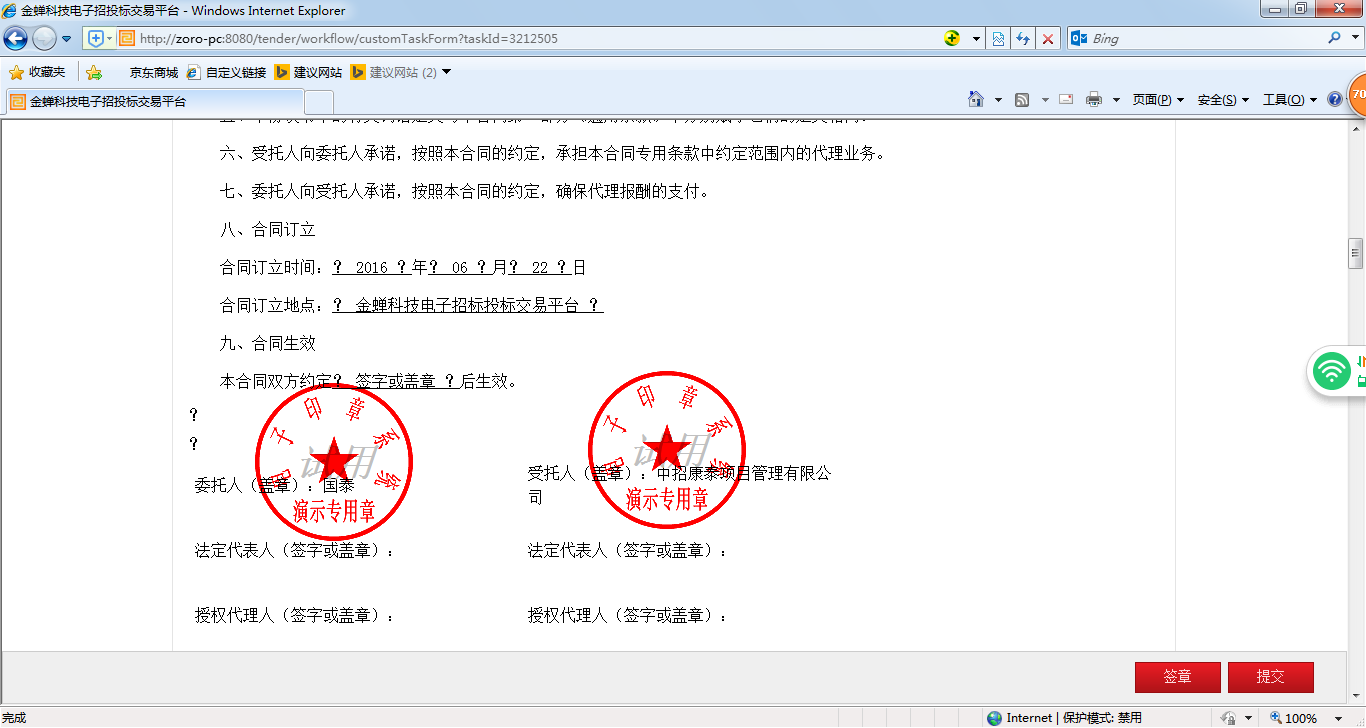 金蝉科技电子招投标交易平台 - Windows Internet Explorer
http://zoro-pc:8080/tender/workflow/customTaskForm?taskId=3212505
Bing
收藏夹 京东商城 自定义链接 建议网站 建议网站 (2)
金蝉科技电子招投标交易平台
页面(P) 安全(S) 工具(O)
70
六、受托人向委托人承诺，按照本合同的约定，承担本合同专用条款中约定范围内的代理业务。
七、委托人向受托人承诺，按照本合同的约定，确保代理报酬的支付。
八、合同订立
合同订立时间：? 2016 ?年? 06 ?月? 22 ?日
合同订立地点：? 金蝉科技电子招标投标交易平台 ?
九、合同生效
本合同双方约定? 签字或盖章 ?后生效。
?
?
电子印章系统
试用
演示专用章
电子印章系统
试用
演示专用章
委托人（盖章）：国泰
受托人（盖章）：中招康泰项目管理有限公
司
法定代表人（签字或盖章）：
法定代表人（签字或盖章）：
授权代理人（签字或盖章）：
授权代理人（签字或盖章）：
签章 提交
完成
Internet | 保护模式: 禁用
100%